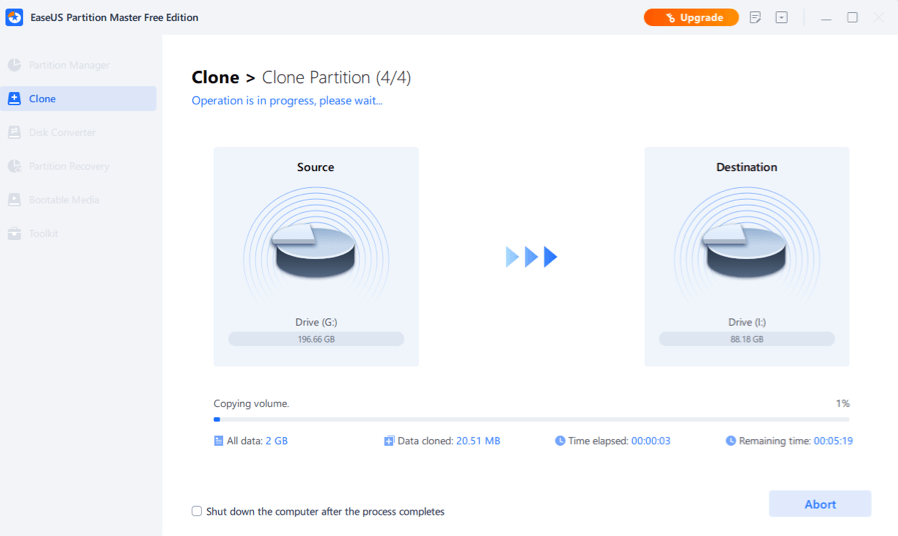 EaseUS Partition Master Free Edition
Upgrade
Partition Manager
Clone
Disk Converter
Partition Recovery
Bootable Media
Toolkit
Clone > Clone Partition (4/4)
Operation is in progress, please wait...
Source
Drive (G:)
196.66 GB
Destination
Drive (I:)
88.18 GB
Copying volume.
1%
All data: 2 GB
Data cloned: 20.51 MB
Time elapsed: 00:00:03
Remaining time: 00:05:19
Shut down the computer after the process completes
Abort